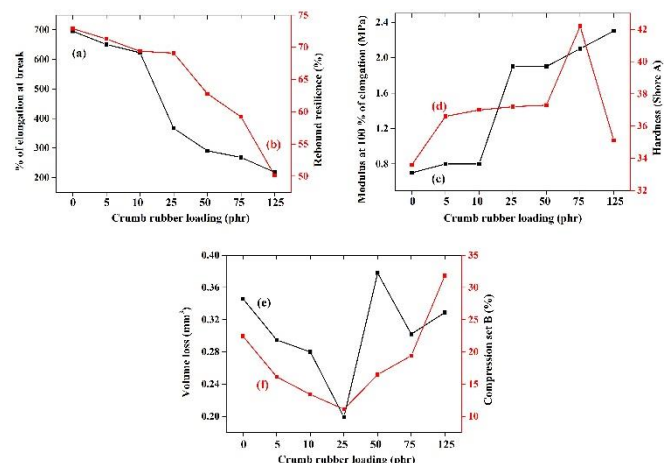 700
600
500
400
300
200
% of elongation at break
(a)
(b)
75
70
65
60
55
50
Rebound resilience (%)
0 5 10 25 50 75 125
Crumb rubber loading (phr)
2.4
2.0
1.6
1.2
0.8
Modulus at 100 % of elongation (MPa)
(d)
(c)
42
40
38
36
34
32
Hardness (Shore A)
0 5 10 25 50 75 125
Crumb rubber loading (phr)
0.40
0.36
0.32
0.28
0.24
0.20
Volume loss (mm³)
(e)
(f)
35
30
25
20
15
10
Compression set B (%)
0 5 10 25 50 75 125
Crumb rubber loading (phr)